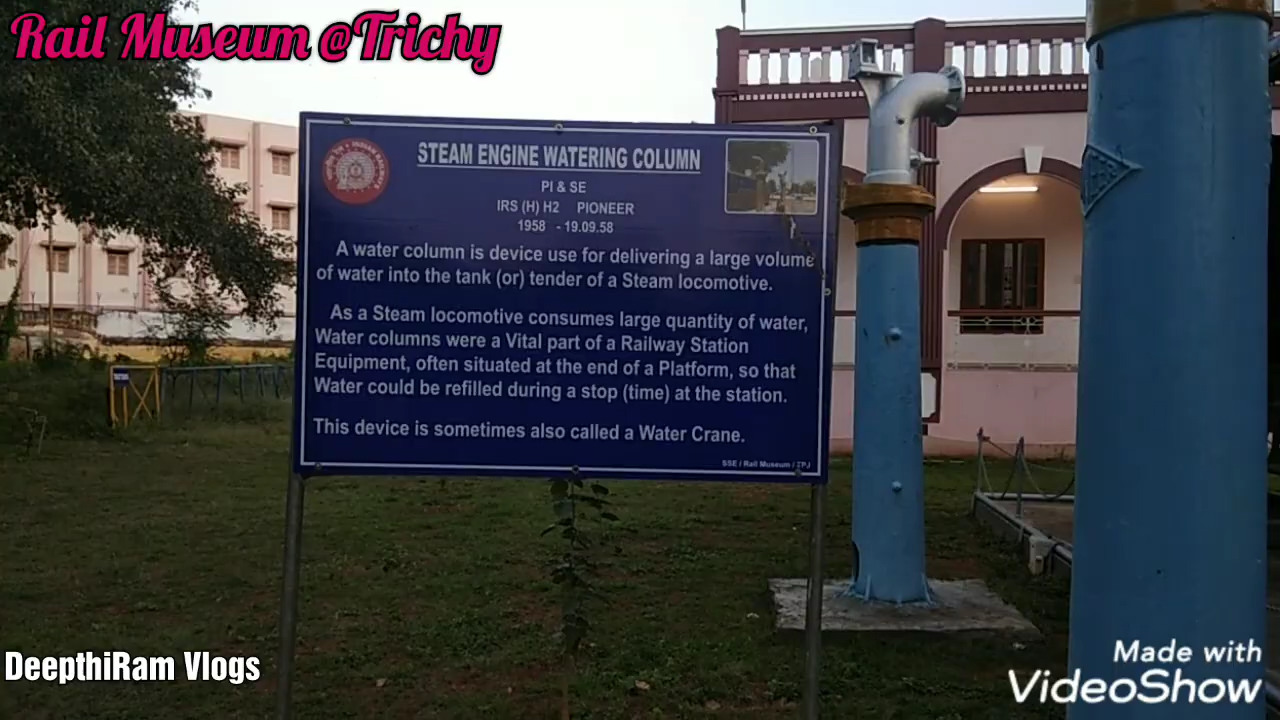 Rail Museum @Trichy
INDIAN RAILWAYS
STEAM ENGINE WATERING COLUMN
PI & SE
IRS (H) H2 PIONEER
1958 - 19.09.58
A water column is device use for delivering a large volume
of water into the tank (or) tender of a Steam locomotive.
As a Steam locomotive consumes large quantity of water,
Water columns were a Vital part of a Railway Station
Equipment, often situated at the end of a Platform, so that
Water could be refilled during a stop (time) at the station.
This device is sometimes also called a Water Crane.
SSE / Rail Museum / TPJ
DeepthiRam Vlogs
Made with
VideoShow